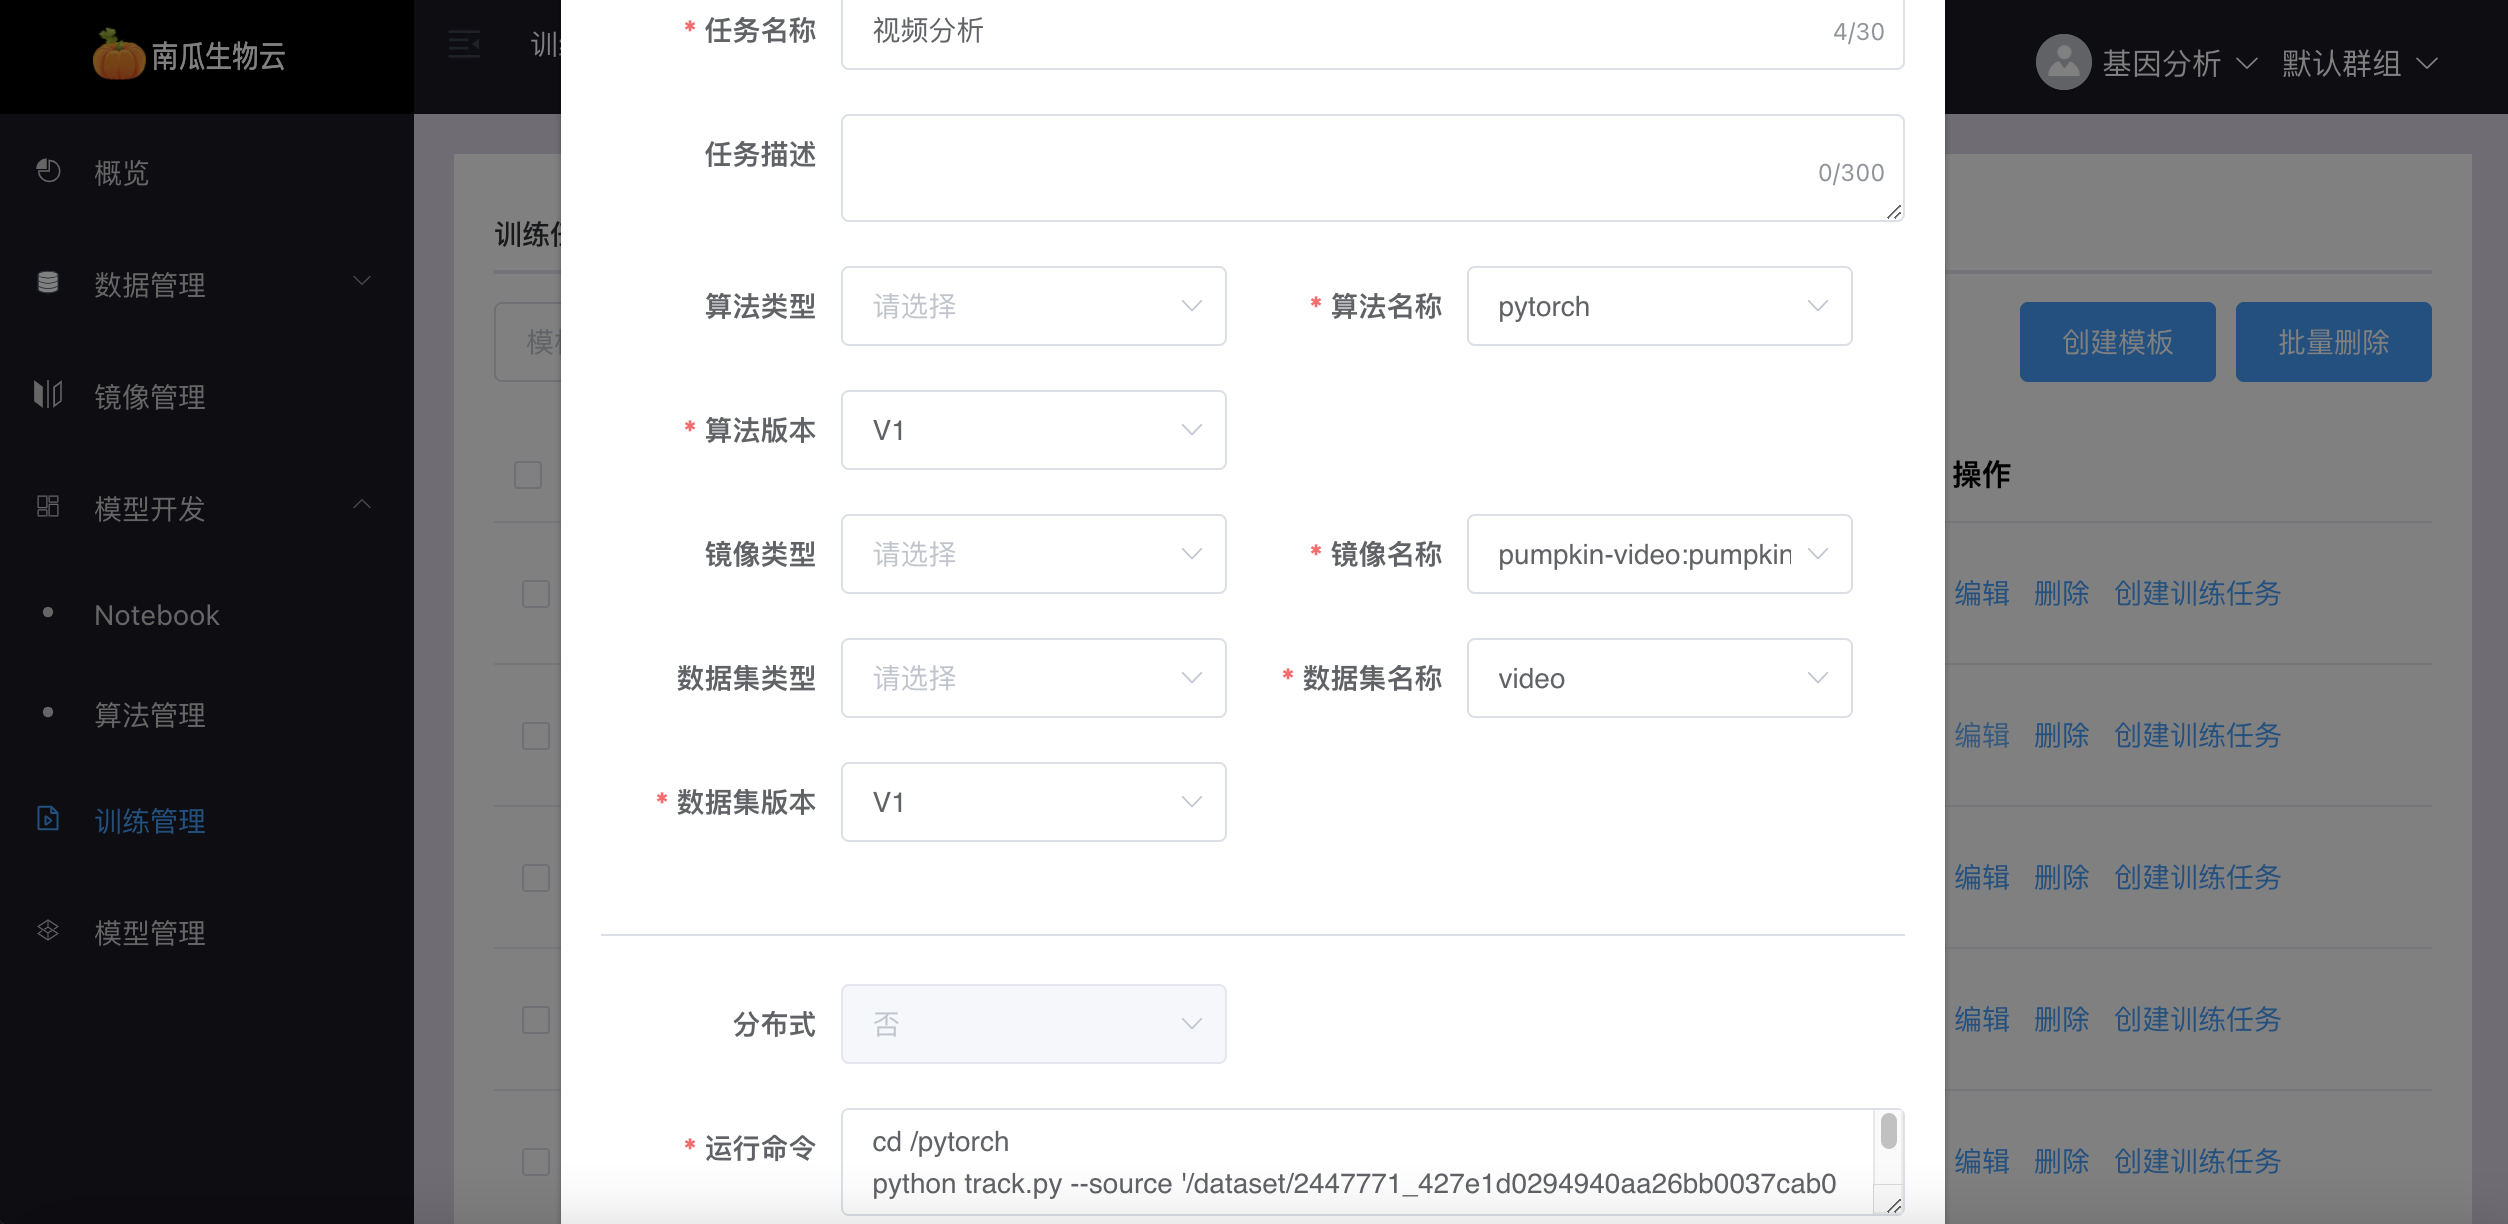 南瓜生物云
基因分析
默认群组
概览
数据管理
镜像管理
模型开发
Notebook
算法管理
训练管理
模型管理
* 任务名称 视频分析 4/30
任务描述 0/300
算法类型 请选择 * 算法名称 pytorch
* 算法版本 V1
镜像类型 请选择 * 镜像名称 pumpkin-video:pumpkin
数据集类型 请选择 * 数据集名称 video
* 数据集版本 V1
分布式 否
* 运行命令 cd /pytorch
python track.py --source '/dataset/2447771_427e1d0294940aa26bb0037cab0
创建模板 批量删除
操作
编辑 删除 创建训练任务
编辑 删除 创建训练任务
编辑 删除 创建训练任务
编辑 删除 创建训练任务
编辑 删除 创建训练任务